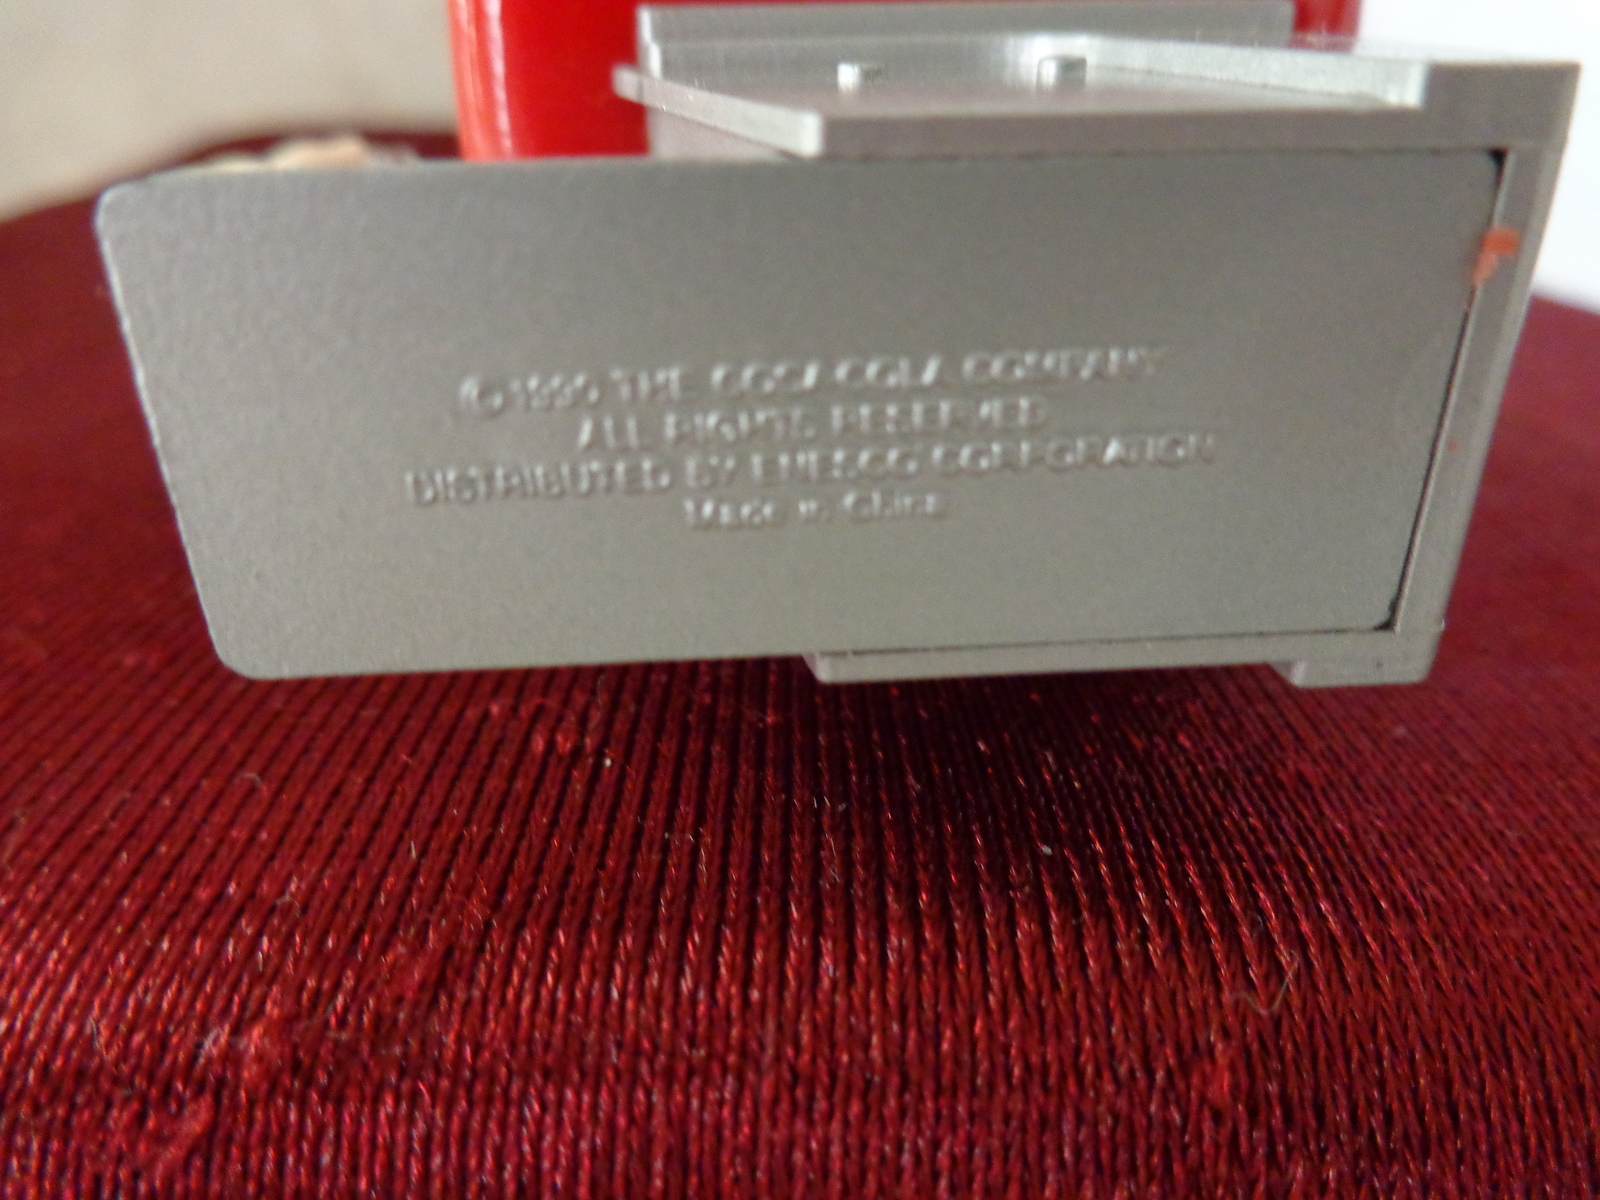 © THE COCA-COLA COMPANY
ALL RIGHTS RESERVED
DISTRIBUTED BY ENESCO CORPORATION
Made in China